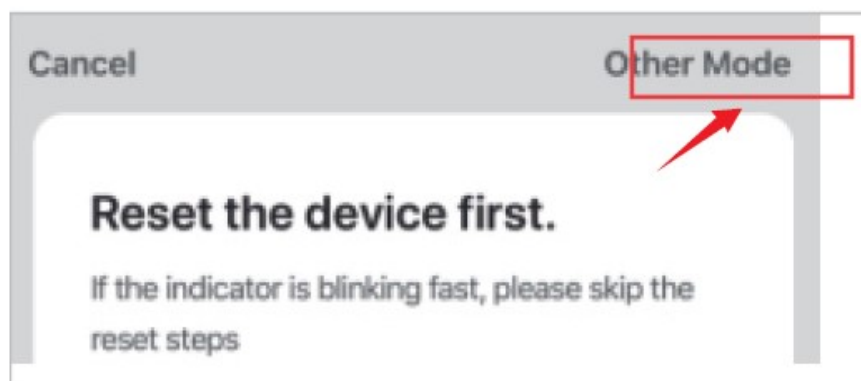 Cancel
Other Mode
Reset the device first.
If the indicator is blinking fast, please skip the
reset steps